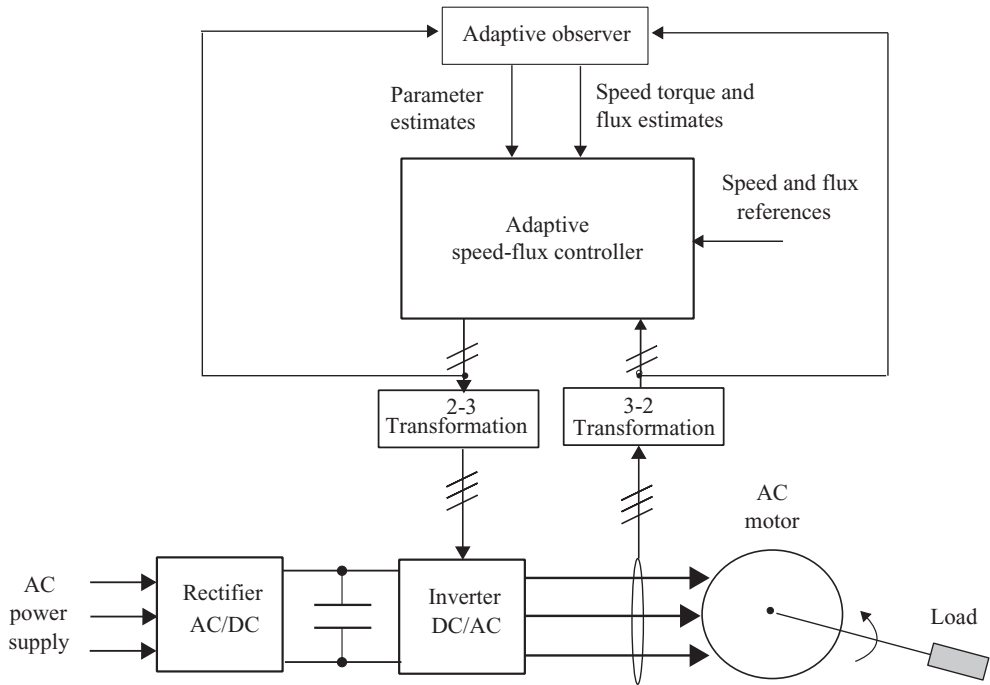 Adaptive observer
Parameter
estimates
Speed torque and
flux estimates
Speed and flux
references
Adaptive
speed-flux controller
2-3
Transformation
3-2
Transformation
AC
motor
AC
power
supply
Rectifier
AC/DC
Inverter
DC/AC
Load